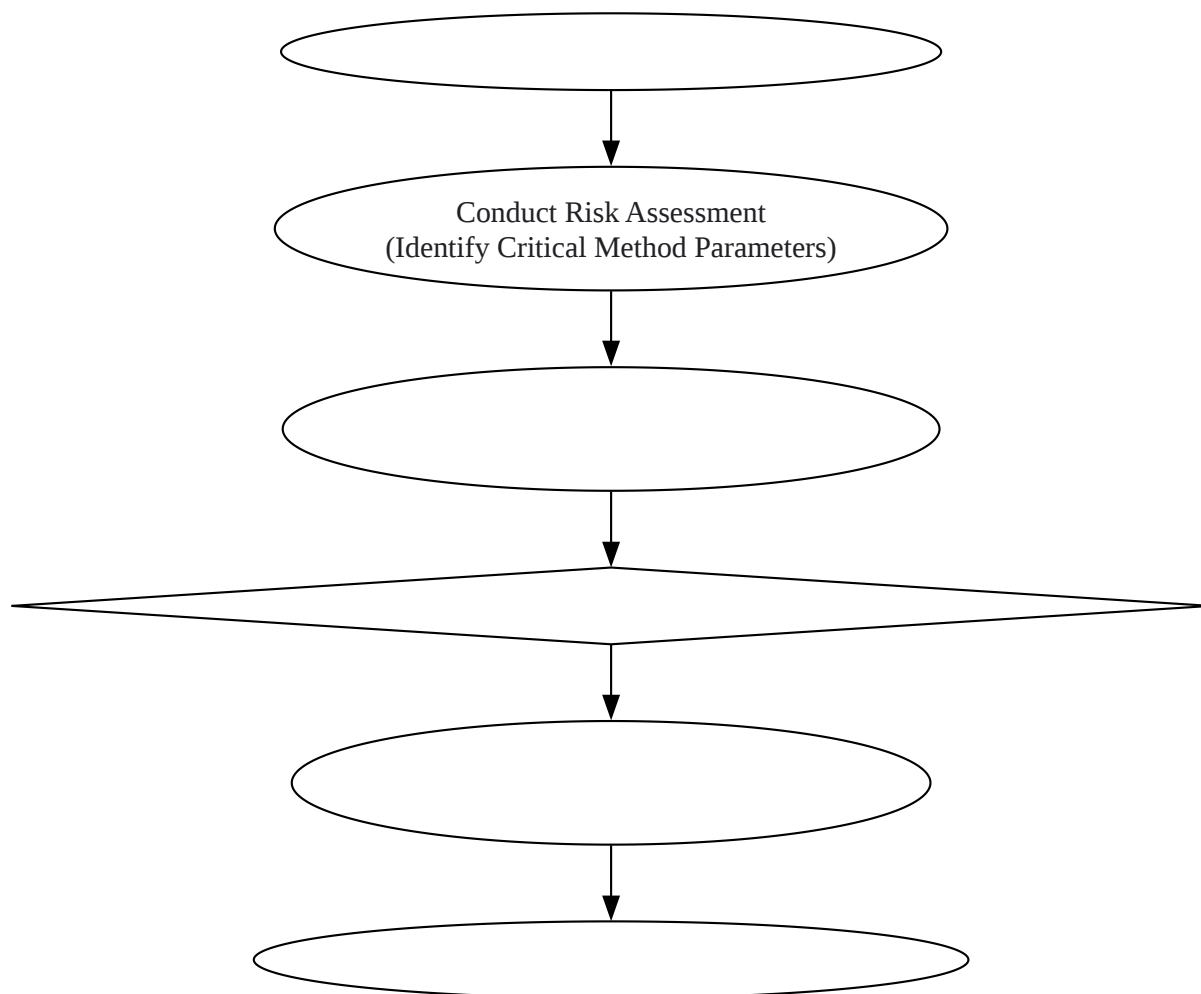 Conduct Risk Assessment
(Identify Critical Method Parameters)